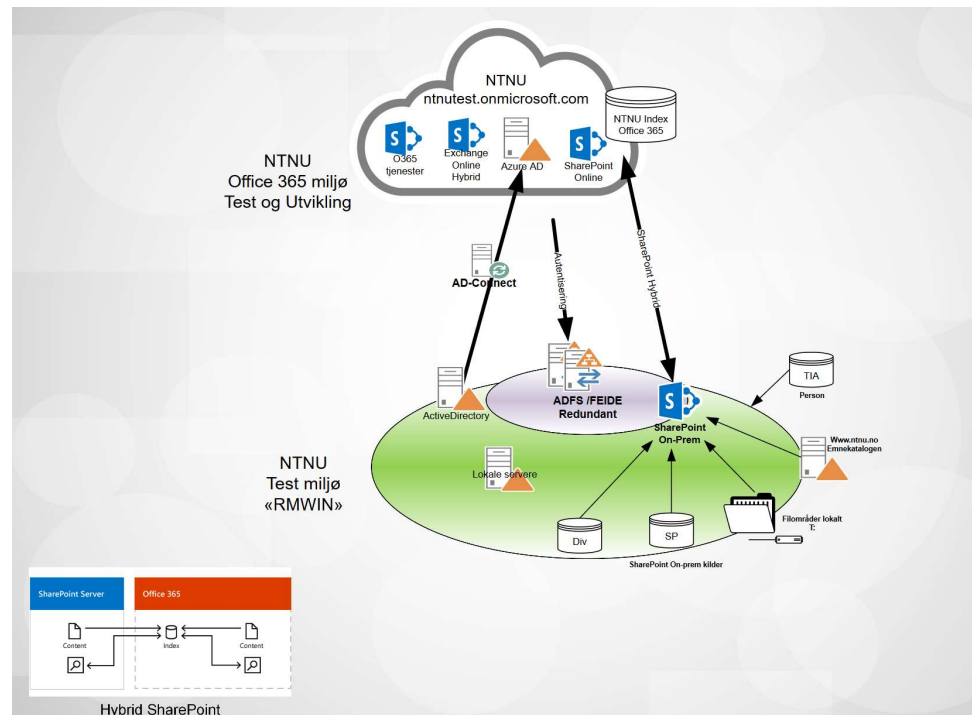 NTNU
ntnutest.onmicrosoft.com
NTNU Index
Office 365
O365
tjenester
Exchange
Online
Hybrid
Azure AD
SharePoint
Online
NTNU
Office 365 miljø
Test og Utvikling
AD-Connect
Autentisering
SharePoint Hybrid
TIA
Person
ActiveDirectory
ADFS /FEIDE
Redundant
SharePoint
On-Prem
Www.ntnu.no
Emnekatalogen
NTNU
Test miljø
«RMWIN»
Lokale servere
Div
SP
Filområder lokalt
T:
SharePoint On-prem kilder
SharePoint Server
Office 365
Content
Index
Content
Hybrid SharePoint